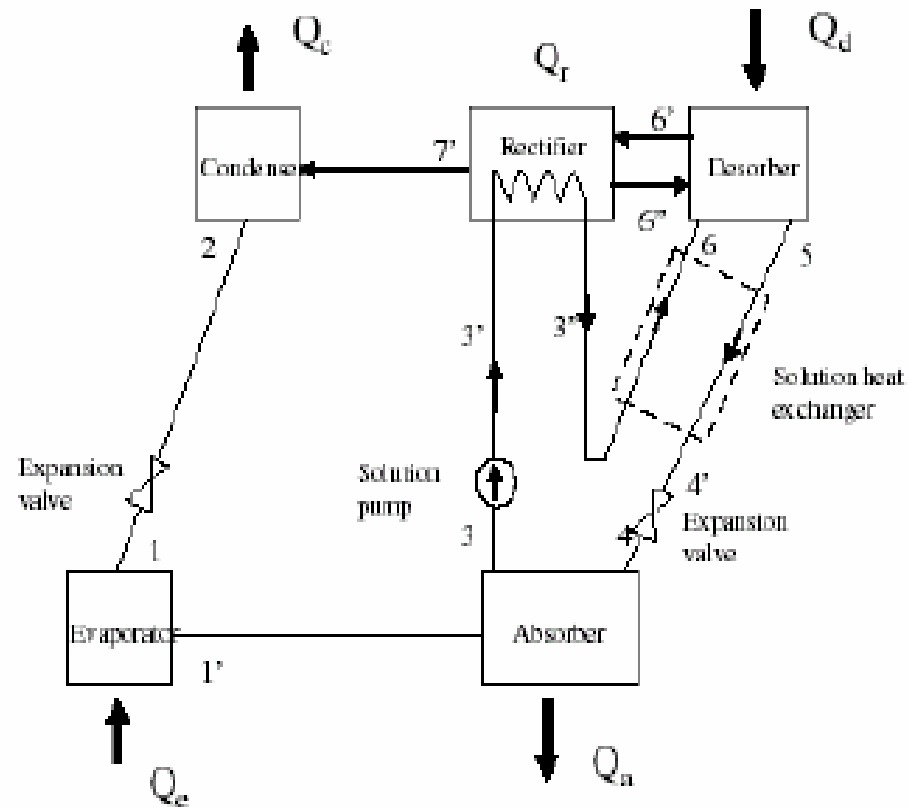 Qc
Qr
Qd
Condense
7'
Rectifier
6'
Desorber
6"
2
6
5
3'
3"
Solution heat
exchanger
Expansion
valve
Solution
pump
4'
3
4
Expansion
valve
1
Evaporator
Absorber
1'
Qe
Qa